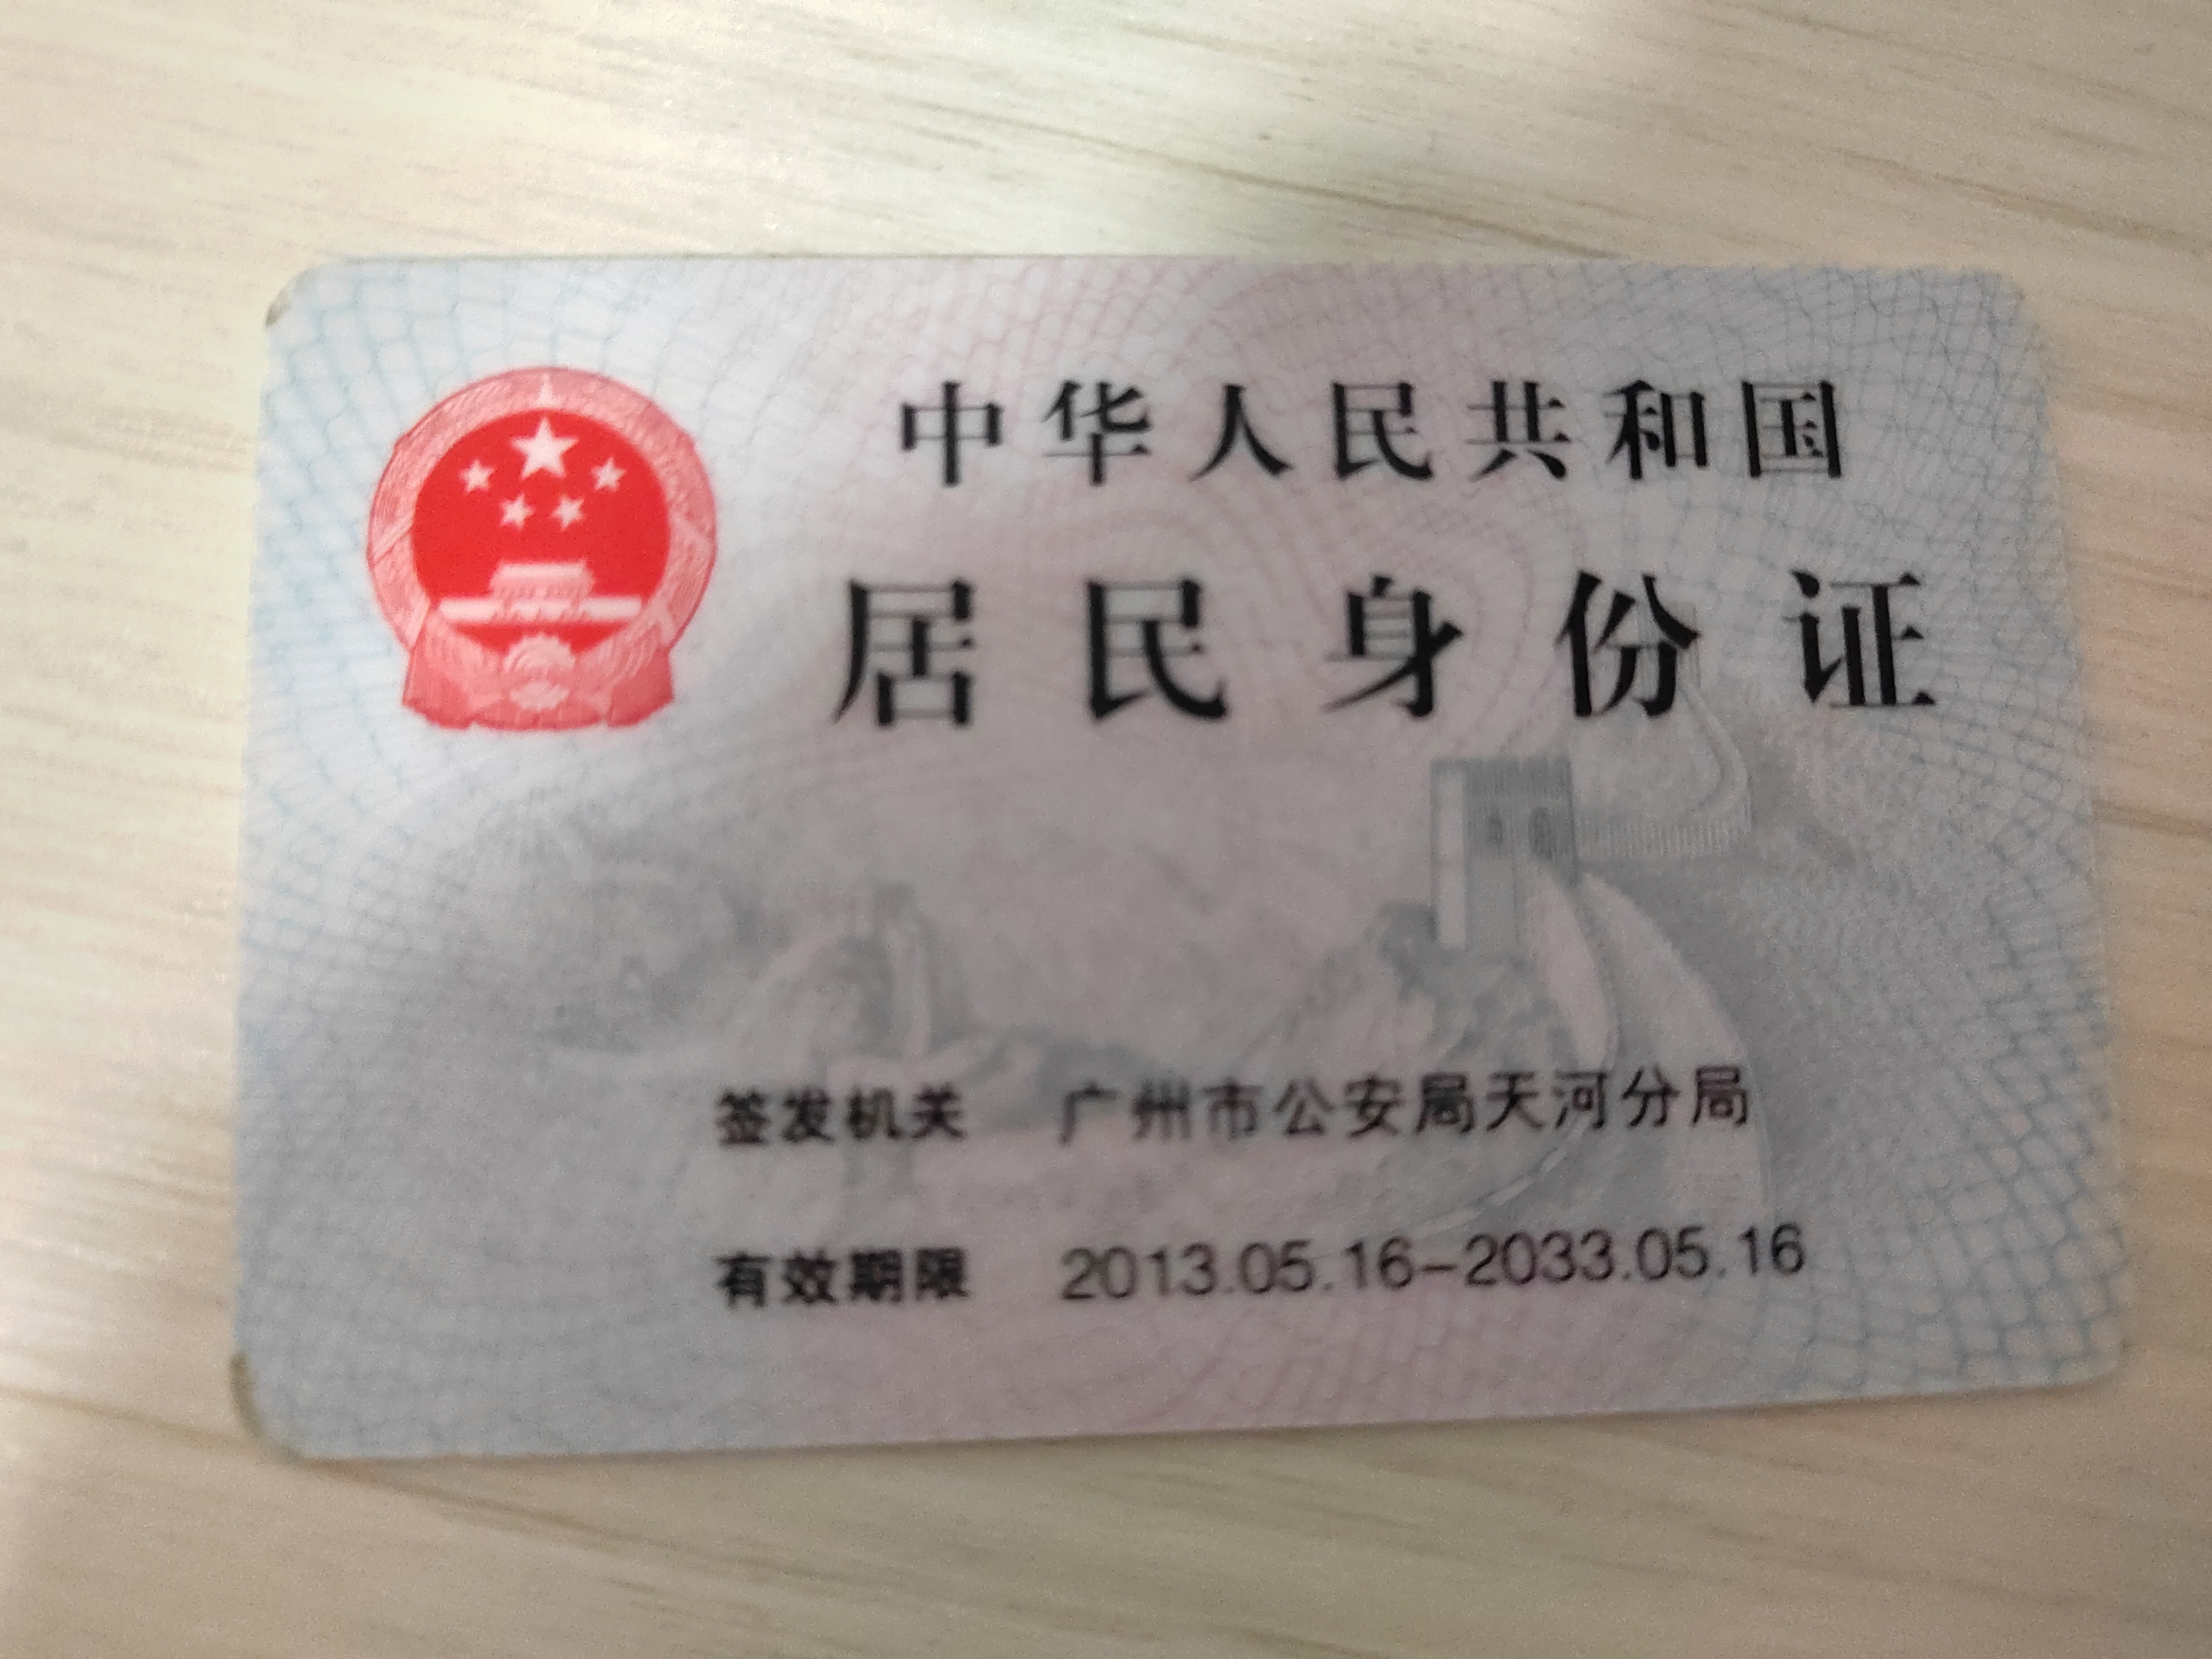 中华人民共和国
居民身份证
签发机关 广州市公安局天河分局
有效期限 2013.05.16-2033.05.16